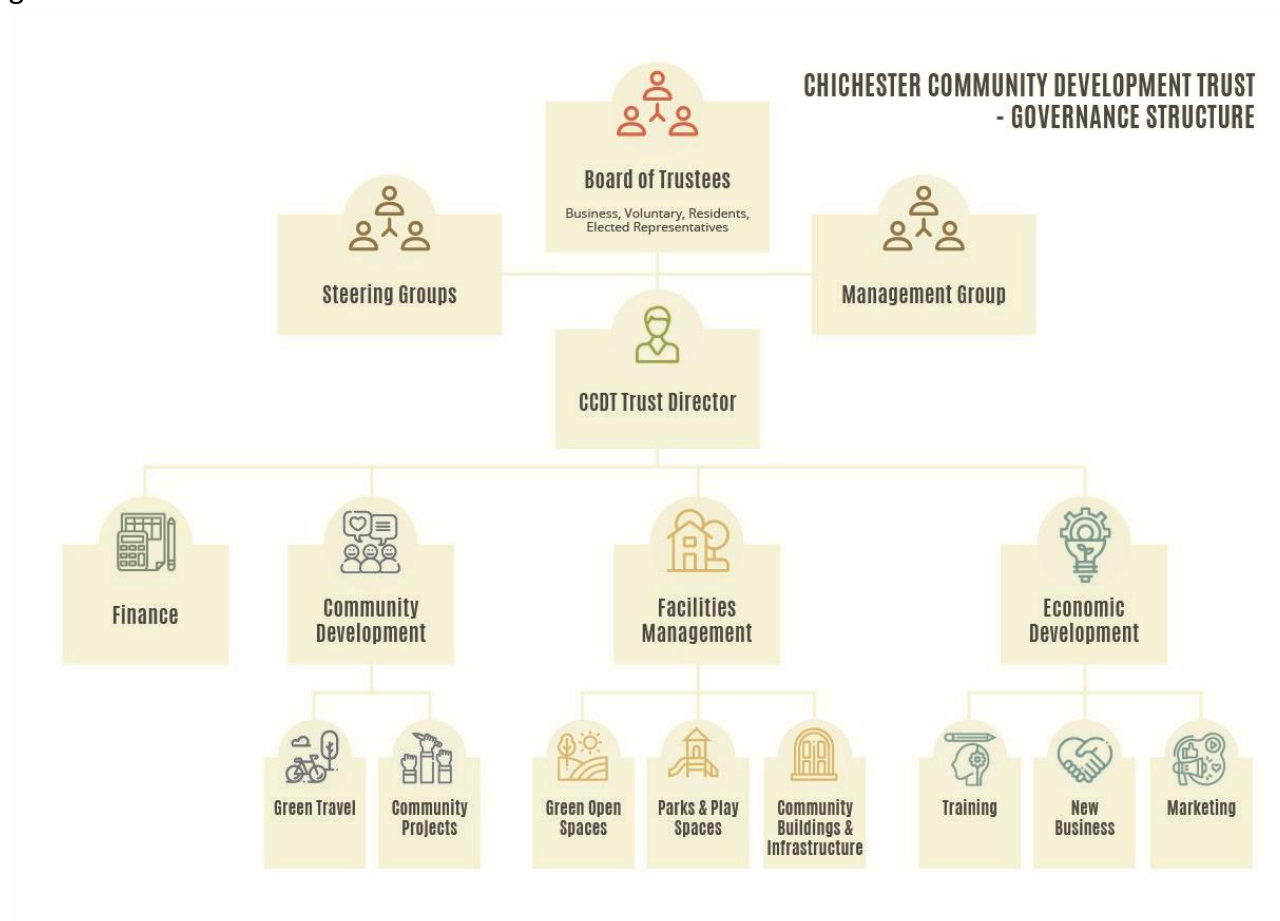 CHICHESTER COMMUNITY DEVELOPMENT TRUST
- GOVERNANCE STRUCTURE
Board of Trustees
Business, Voluntary, Residents,
Elected Representatives
Steering Groups
Management Group
CCDT Trust Director
Finance
Community
Development
Facilities
Management
Economic
Development
Green Travel
Community
Projects
Green Open
Spaces
Parks & Play
Spaces
Community
Buildings &
Infrastructure
Training
New
Business
Marketing